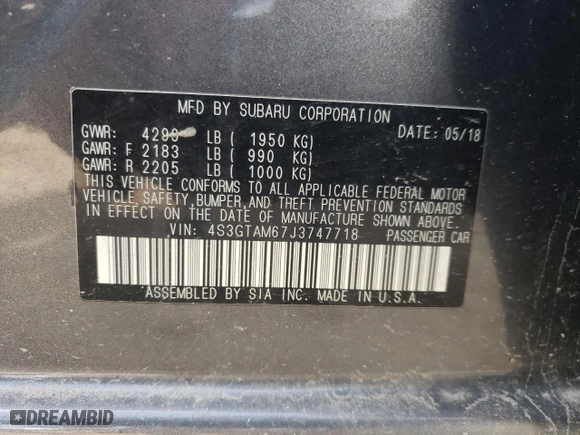 MFD BY SUBARU CORPORATION
GVWR: 4299 LB ( 1950 KG) DATE: 05/18
GAWR: F 2183 LB ( 990 KG)
GAWR: R 2205 LB ( 1000 KG)
THIS VEHICLE CONFORMS TO ALL APPLICABLE FEDERAL MOTOR
VEHICLE SAFETY, BUMPER, AND THEFT PREVENTION STANDARDS
IN EFFECT ON THE DATE OF MANUFACTURE SHOWN ABOVE.
VIN: 4S3GTAM67J3747718 PASSENGER CAR
ASSEMBLED BY SIA INC. MADE IN U.S.A.
DREAMBID